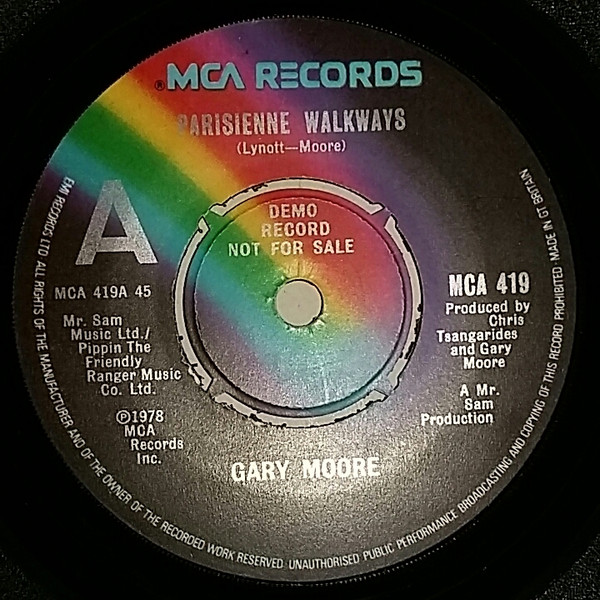 ®MCA RECORDS
PARISIENNE WALKWAYS
(Lynott—Moore)
A
DEMO
RECORD
NOT FOR SALE
MCA 419A 45
MCA 419
Mr. Sam
Music Ltd./
Pippin The
Friendly
Ranger Music
Co. Ltd.
Produced by
Chris
Tsangarides
and Gary
Moore
A Mr.
Sam
Production
℗1978
MCA
Records
Inc.
GARY MOORE
EMI RECORDS LTD. ALL RIGHTS OF THE MANUFACTURER AND OF THE OWNER OF THE RECORDED WORK RESERVED. UNAUTHORISED PUBLIC PERFORMANCE BROADCASTING AND COPYING OF THIS RECORD PROHIBITED. MADE IN GT BRITAIN